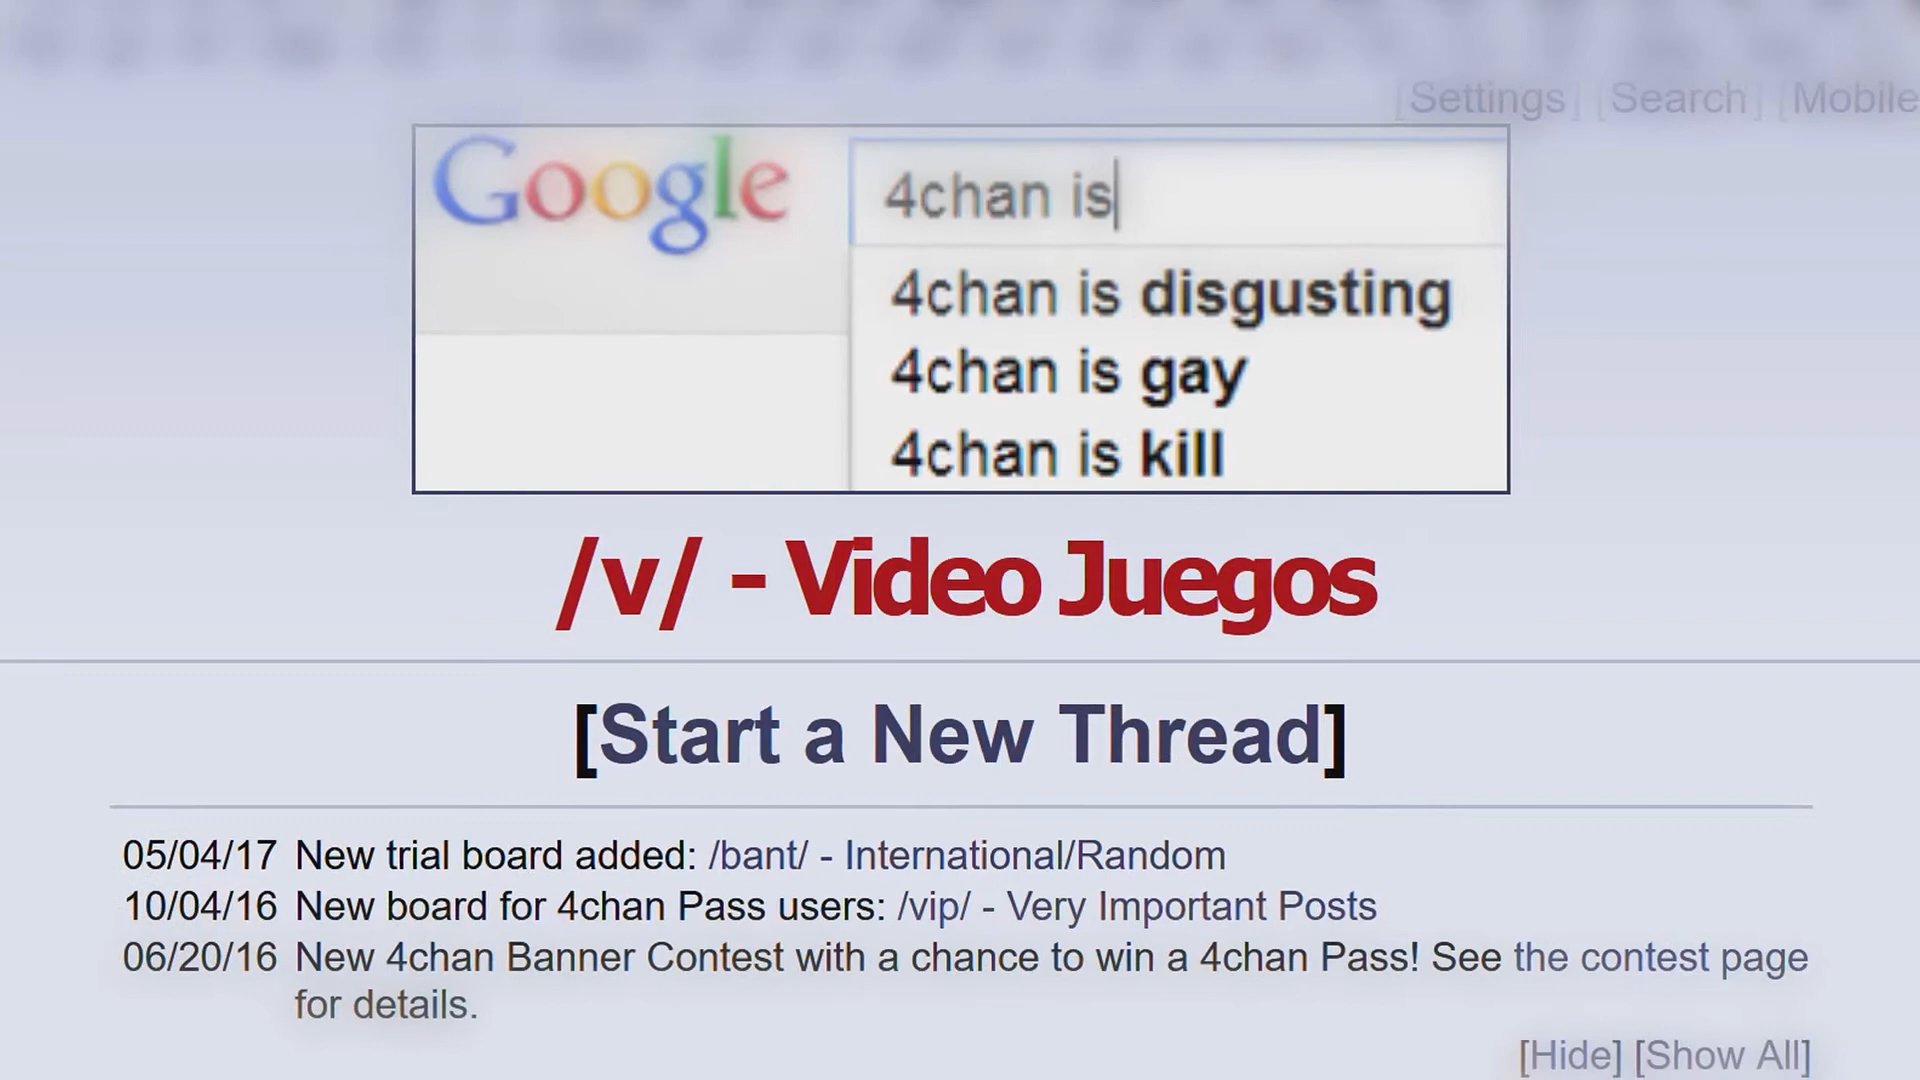 [Settings] [Search] [Mobile
Google
4chan is
4chan is disgusting
4chan is gay
4chan is kill
/v/ - Video Juegos
[Start a New Thread]
05/04/17 New trial board added: /bant/ - International/Random
10/04/16 New board for 4chan Pass users: /vip/ - Very Important Posts
06/20/16 New 4chan Banner Contest with a chance to win a 4chan Pass! See the contest page
for details.
[Hide] [Show All]